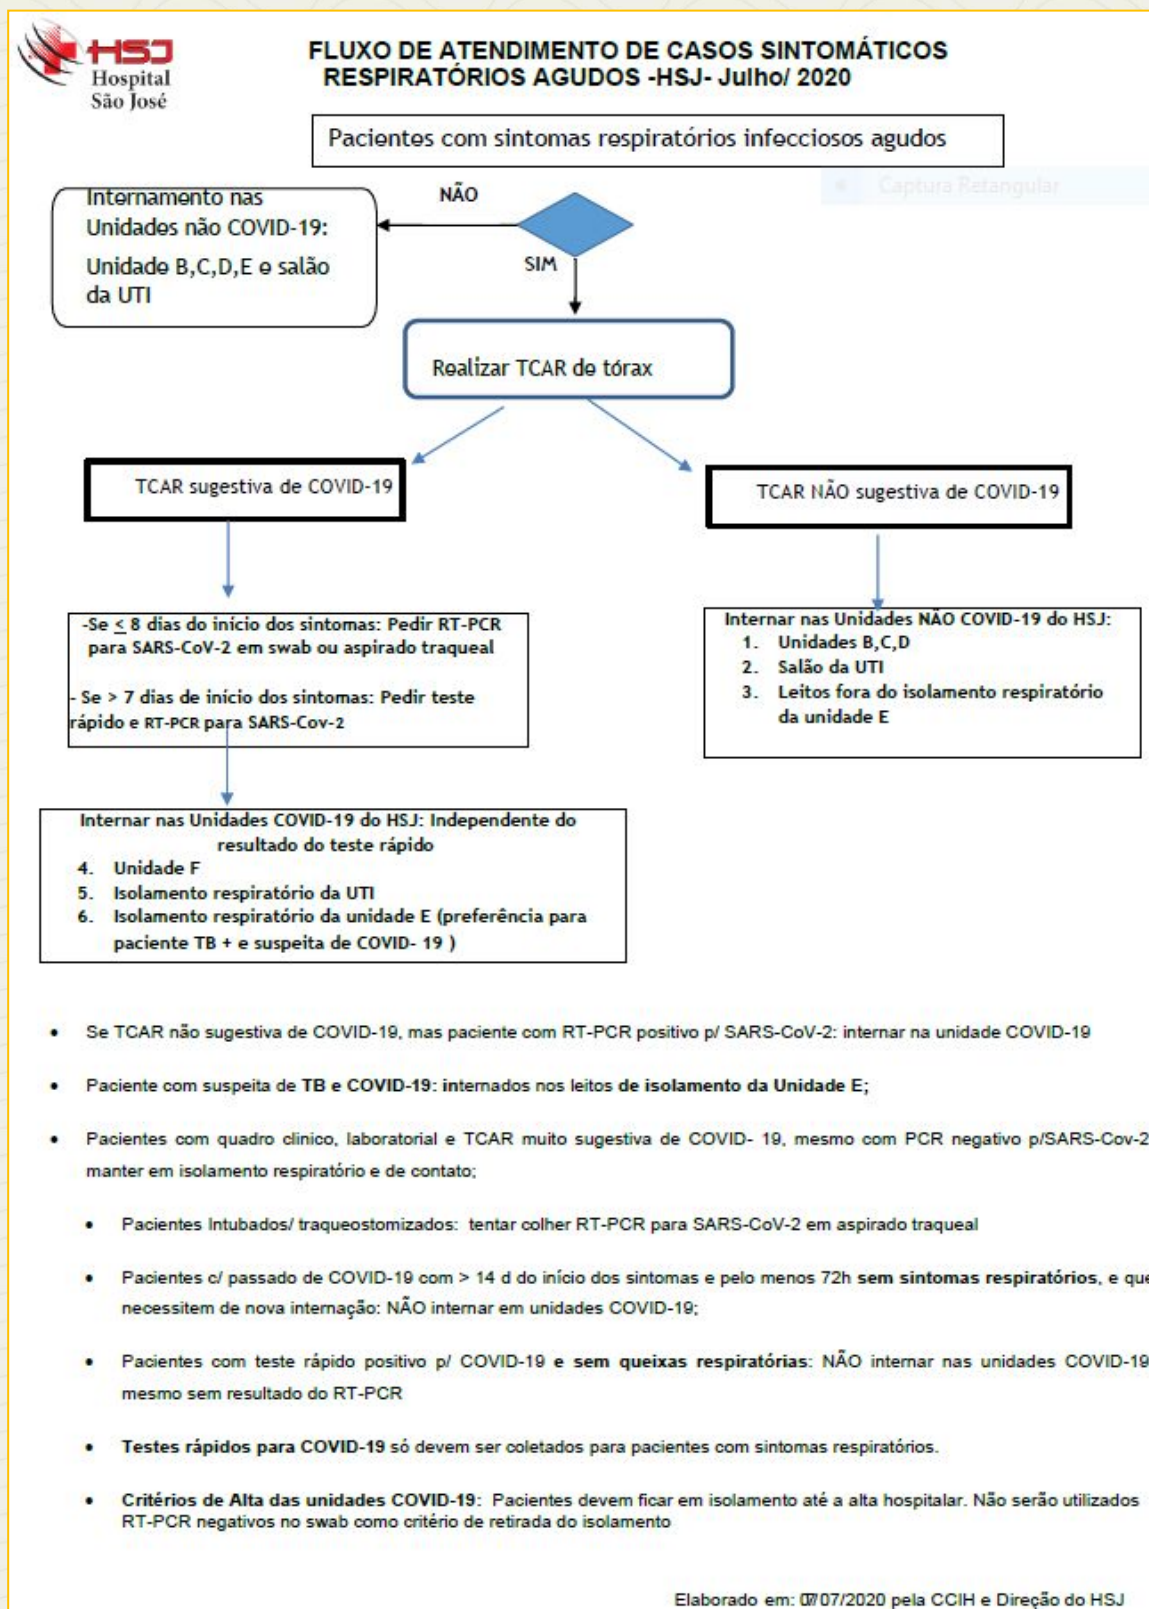 HSJ
Hospital
São José
FLUXO DE ATENDIMENTO DE CASOS SINTOMÁTICOS
RESPIRATÓRIOS AGUDOS -HSJ- Julho/ 2020
Pacientes com sintomas respiratórios infecciosos agudos
Captura Retangular
NÃO
Internamento nas
Unidades não COVID-19:
Unidade B,C,D,E e salão
da UTI
SIM
Realizar TCAR de tórax
TCAR sugestiva de COVID-19
TCAR NÃO sugestiva de COVID-19
-Se < 8 dias do início dos sintomas: Pedir RT-PCR
para SARS-CoV-2 em swab ou aspirado traqueal
- Se > 7 dias de início dos sintomas: Pedir teste
rápido e RT-PCR para SARS-Cov-2
Internar nas Unidades NÃO COVID-19 do HSJ:
1. Unidades B,C,D
2. Salão da UTI
3. Leitos fora do isolamento respiratório
da unidade E
Internar nas Unidades COVID-19 do HSJ: Independente do
resultado do teste rápido
4. Unidade F
5. Isolamento respiratório da UTI
6. Isolamento respiratório da unidade E (preferência para
paciente TB + e suspeita de COVID- 19 )
• Se TCAR não sugestiva de COVID-19, mas paciente com RT-PCR positivo p/ SARS-CoV-2: internar na unidade COVID-19
• Paciente com suspeita de TB e COVID-19: internados nos leitos de isolamento da Unidade E;
• Pacientes com quadro clinico, laboratorial e TCAR muito sugestiva de COVID- 19, mesmo com PCR negativo p/SARS-Cov-2
manter em isolamento respiratório e de contato;
• Pacientes Intubados/ traqueostomizados: tentar colher RT-PCR para SARS-CoV-2 em aspirado traqueal
• Pacientes c/ passado de COVID-19 com > 14 d do início dos sintomas e pelo menos 72h sem sintomas respiratórios, e que
necessitem de nova internação: NÃO internar em unidades COVID-19;
• Pacientes com teste rápido positivo p/ COVID-19 e sem queixas respiratórias: NÃO internar nas unidades COVID-19
mesmo sem resultado do RT-PCR
• Testes rápidos para COVID-19 só devem ser coletados para pacientes com sintomas respiratórios.
• Critérios de Alta das unidades COVID-19: Pacientes devem ficar em isolamento até a alta hospitalar. Não serão utilizados
RT-PCR negativos no swab como critério de retirada do isolamento
Elaborado em: 07/07/2020 pela CCIH e Direção do HSJ